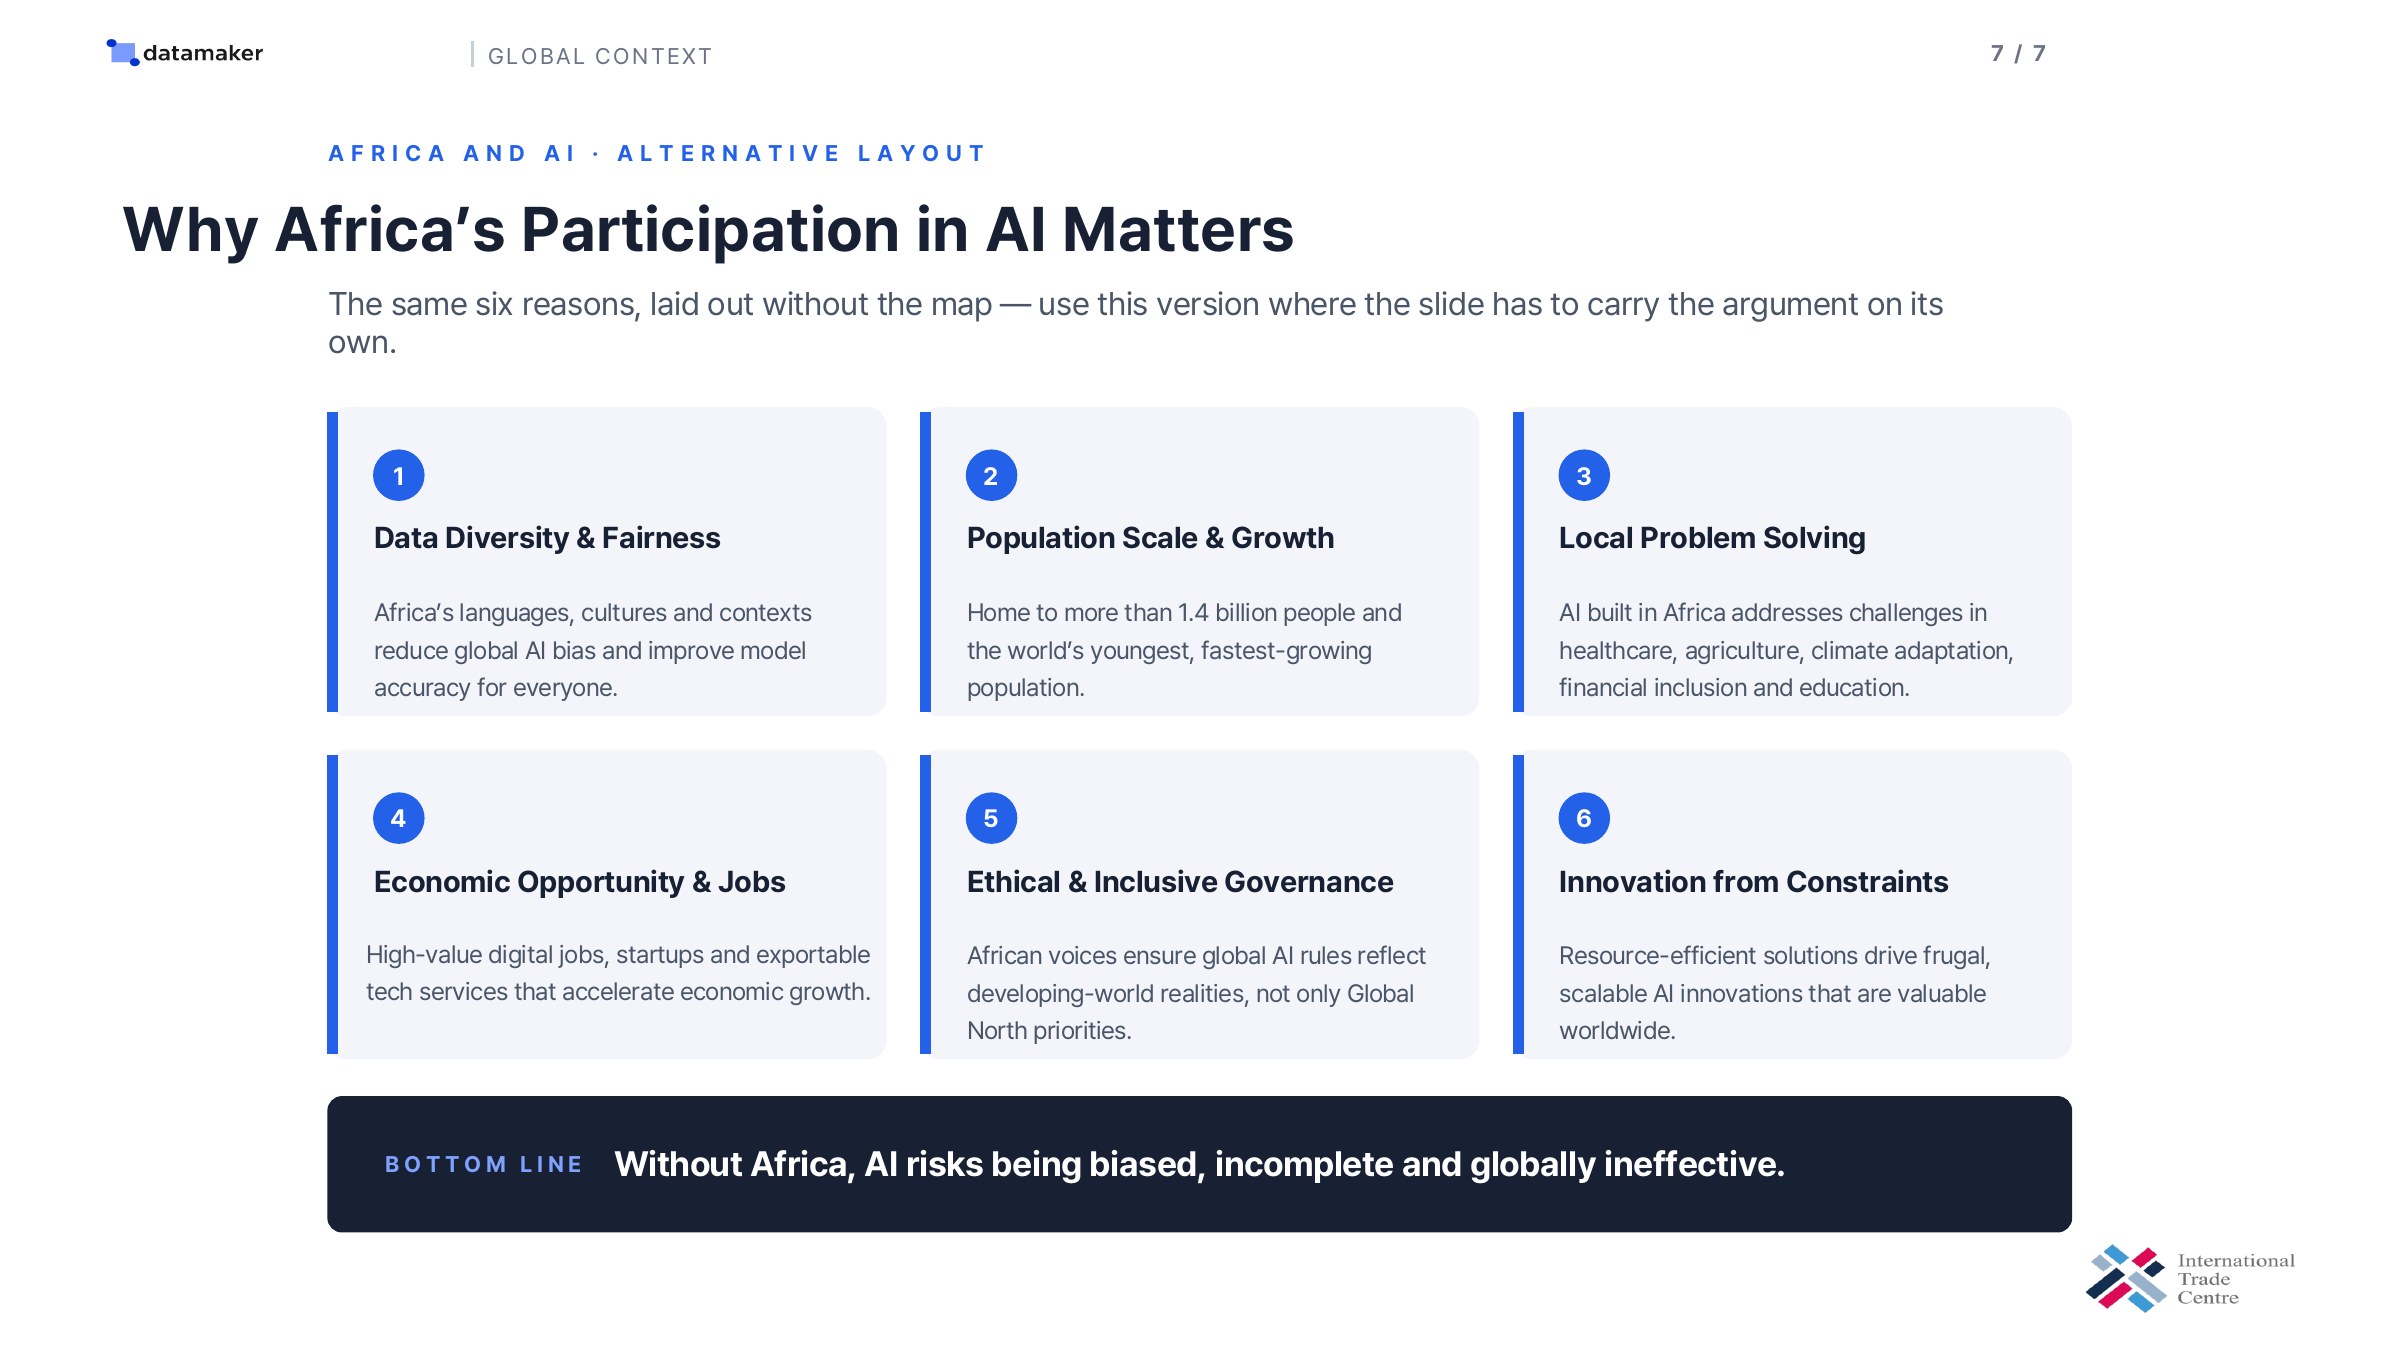 datamaker
GLOBAL CONTEXT
7 / 7
AFRICA AND AI · ALTERNATIVE LAYOUT
Why Africa’s Participation in AI Matters
The same six reasons, laid out without the map — use this version where the slide has to carry the argument on its
own.
1
Data Diversity & Fairness
Africa’s languages, cultures and contexts
reduce global AI bias and improve model
accuracy for everyone.
2
Population Scale & Growth
Home to more than 1.4 billion people and
the world’s youngest, fastest-growing
population.
3
Local Problem Solving
AI built in Africa addresses challenges in
healthcare, agriculture, climate adaptation,
financial inclusion and education.
4
Economic Opportunity & Jobs
High-value digital jobs, startups and exportable
tech services that accelerate economic growth.
5
Ethical & Inclusive Governance
African voices ensure global AI rules reflect
developing-world realities, not only Global
North priorities.
6
Innovation from Constraints
Resource-efficient solutions drive frugal,
scalable AI innovations that are valuable
worldwide.
BOTTOM LINE Without Africa, AI risks being biased, incomplete and globally ineffective.
International
Trade
Centre